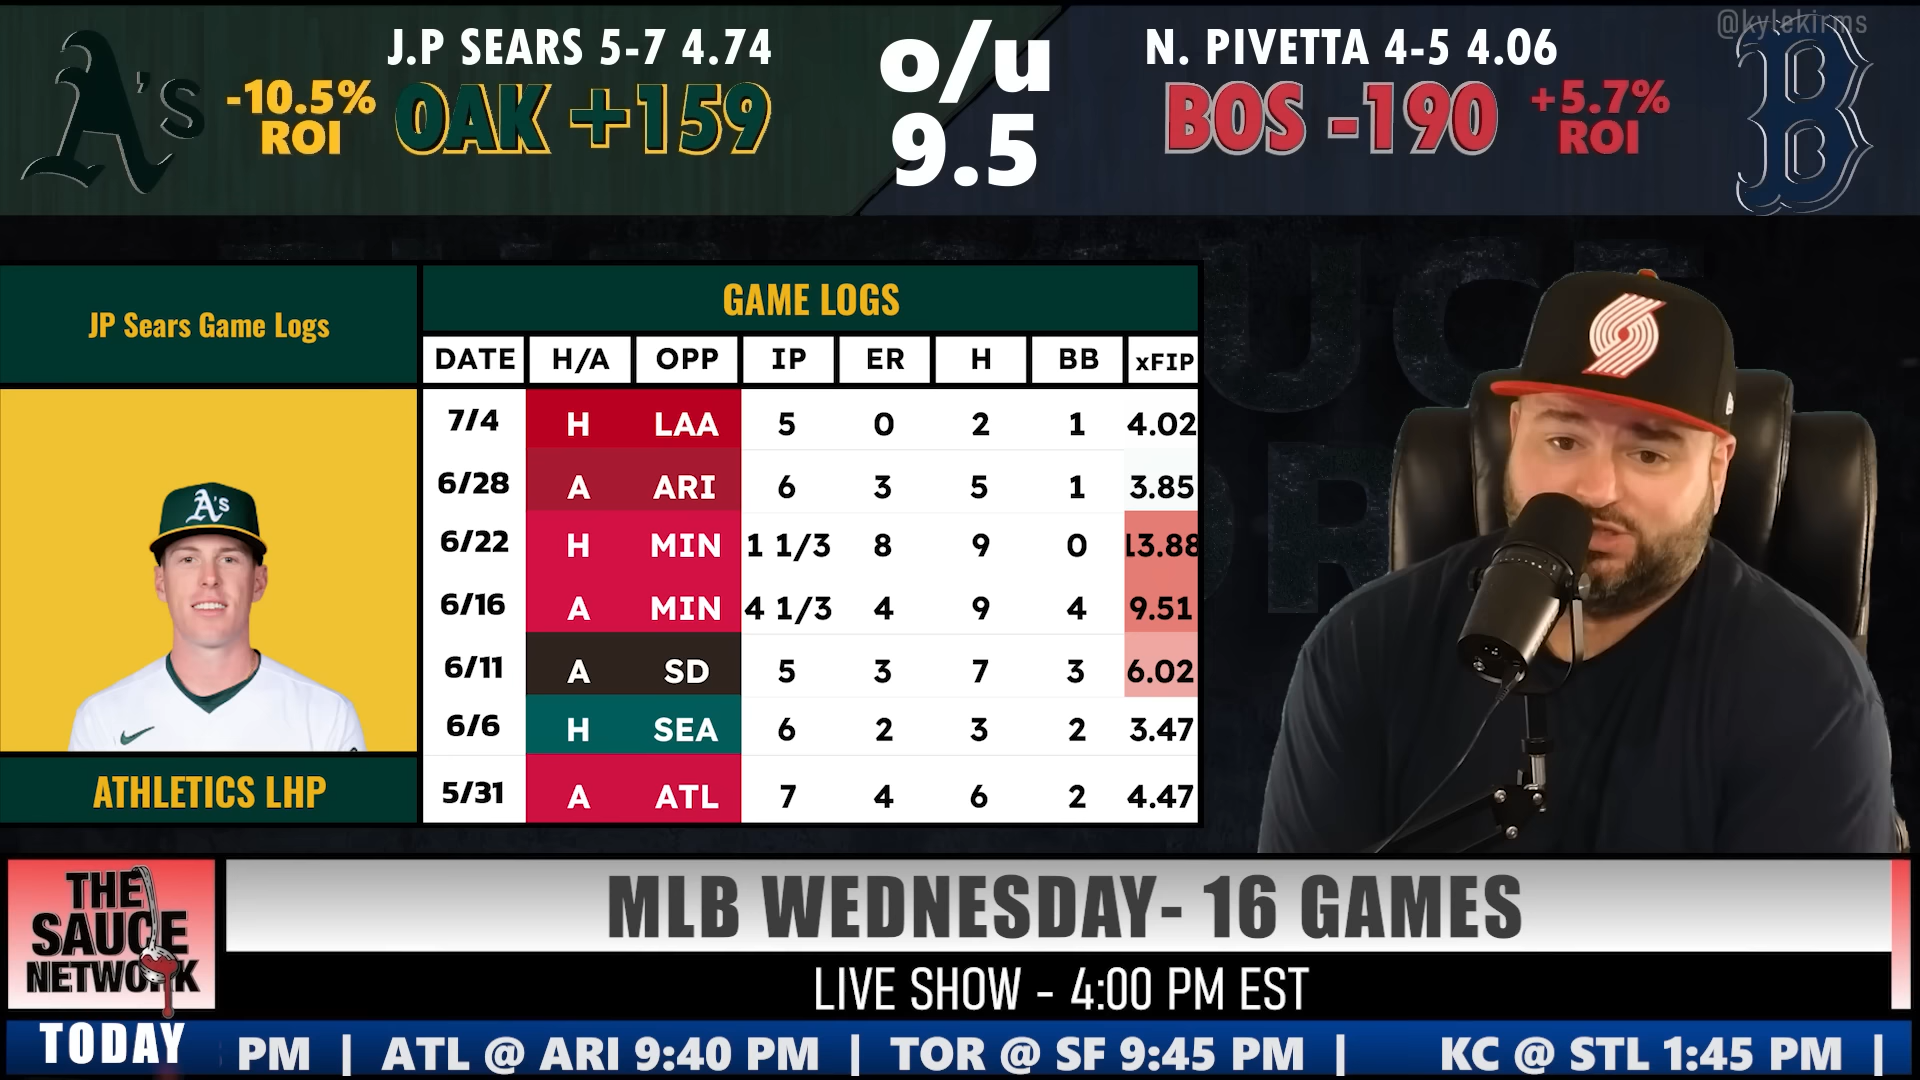 @kylekirms
J.P SEARS 5-7 4.74
-10.5%
ROI
OAK +159
o/u
9.5
N. PIVETTA 4-5 4.06
BOS -190
+5.7%
ROI
A's
B
JP Sears Game Logs
A's
ATHLETICS LHP
GAME LOGS
DATE H/A OPP IP ER H BB xFIP
7/4 H LAA 5 0 2 1 4.02
6/28 A ARI 6 3 5 1 3.85
6/22 H MIN 1 1/3 8 9 0 13.88
6/16 A MIN 4 1/3 4 9 4 9.51
6/11 A SD 5 3 7 3 6.02
6/6 H SEA 6 2 3 2 3.47
5/31 A ATL 7 4 6 2 4.47
THE
SAUCE
NETWORK
MLB WEDNESDAY- 16 GAMES
LIVE SHOW - 4:00 PM EST
TODAY
PM | ATL @ ARI 9:40 PM | TOR @ SF 9:45 PM | KC @ STL 1:45 PM |